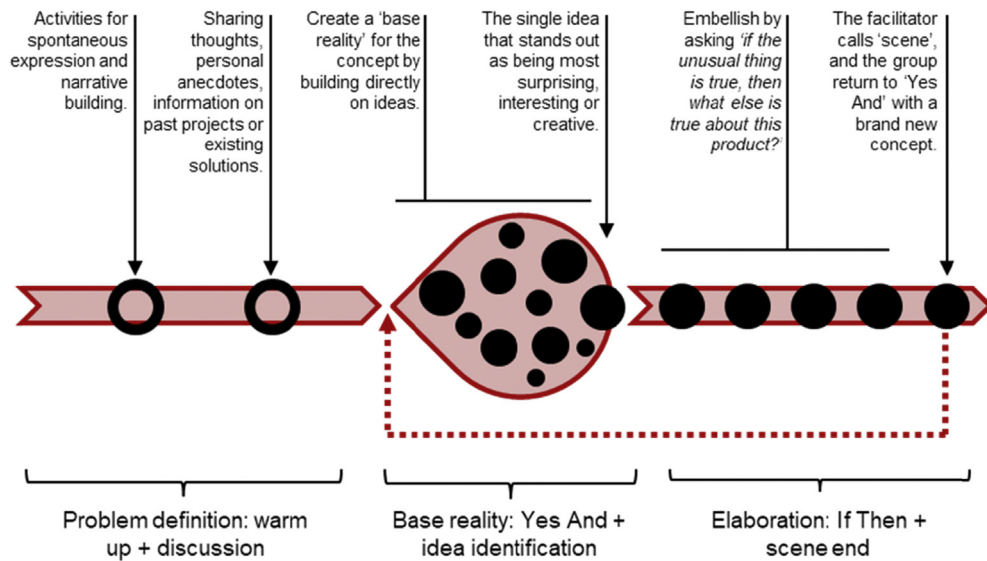 Activities for
spontaneous
expression and
narrative
building.
Sharing
thoughts,
personal
anecdotes,
information on
past projects or
existing
solutions.
Create a ‘base
reality’ for the
concept by
building directly
on ideas.
The single idea
that stands out
as being most
surprising,
interesting or
creative.
Embellish by
asking ‘if the
unusual thing
is true, then
what else is
true about this
product?’
The facilitator
calls ‘scene’,
and the group
return to ‘Yes
And’ with a
brand new
concept.
Problem definition: warm
up + discussion
Base reality: Yes And +
idea identification
Elaboration: If Then +
scene end